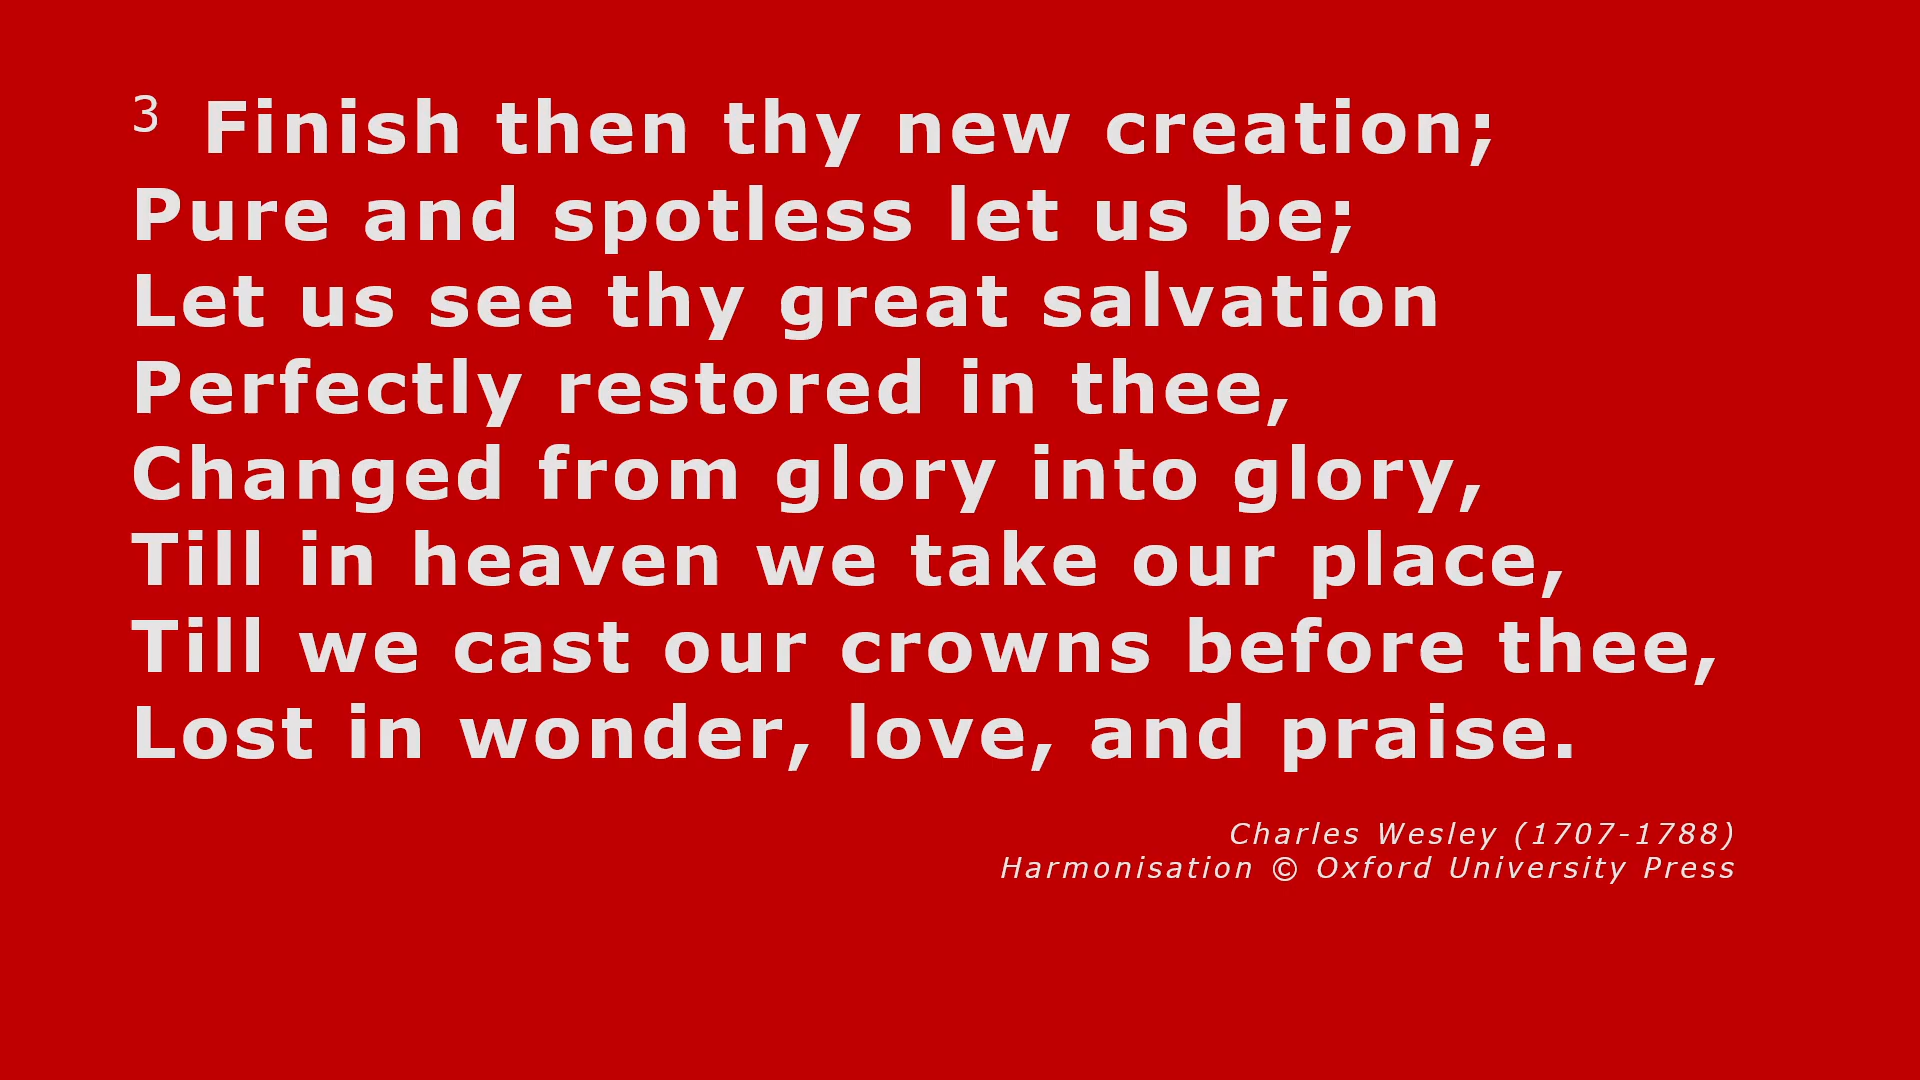 3 Finish then thy new creation;
Pure and spotless let us be;
Let us see thy great salvation
Perfectly restored in thee,
Changed from glory into glory,
Till in heaven we take our place,
Till we cast our crowns before thee,
Lost in wonder, love, and praise.
Charles Wesley (1707-1788)
Harmonisation © Oxford University Press